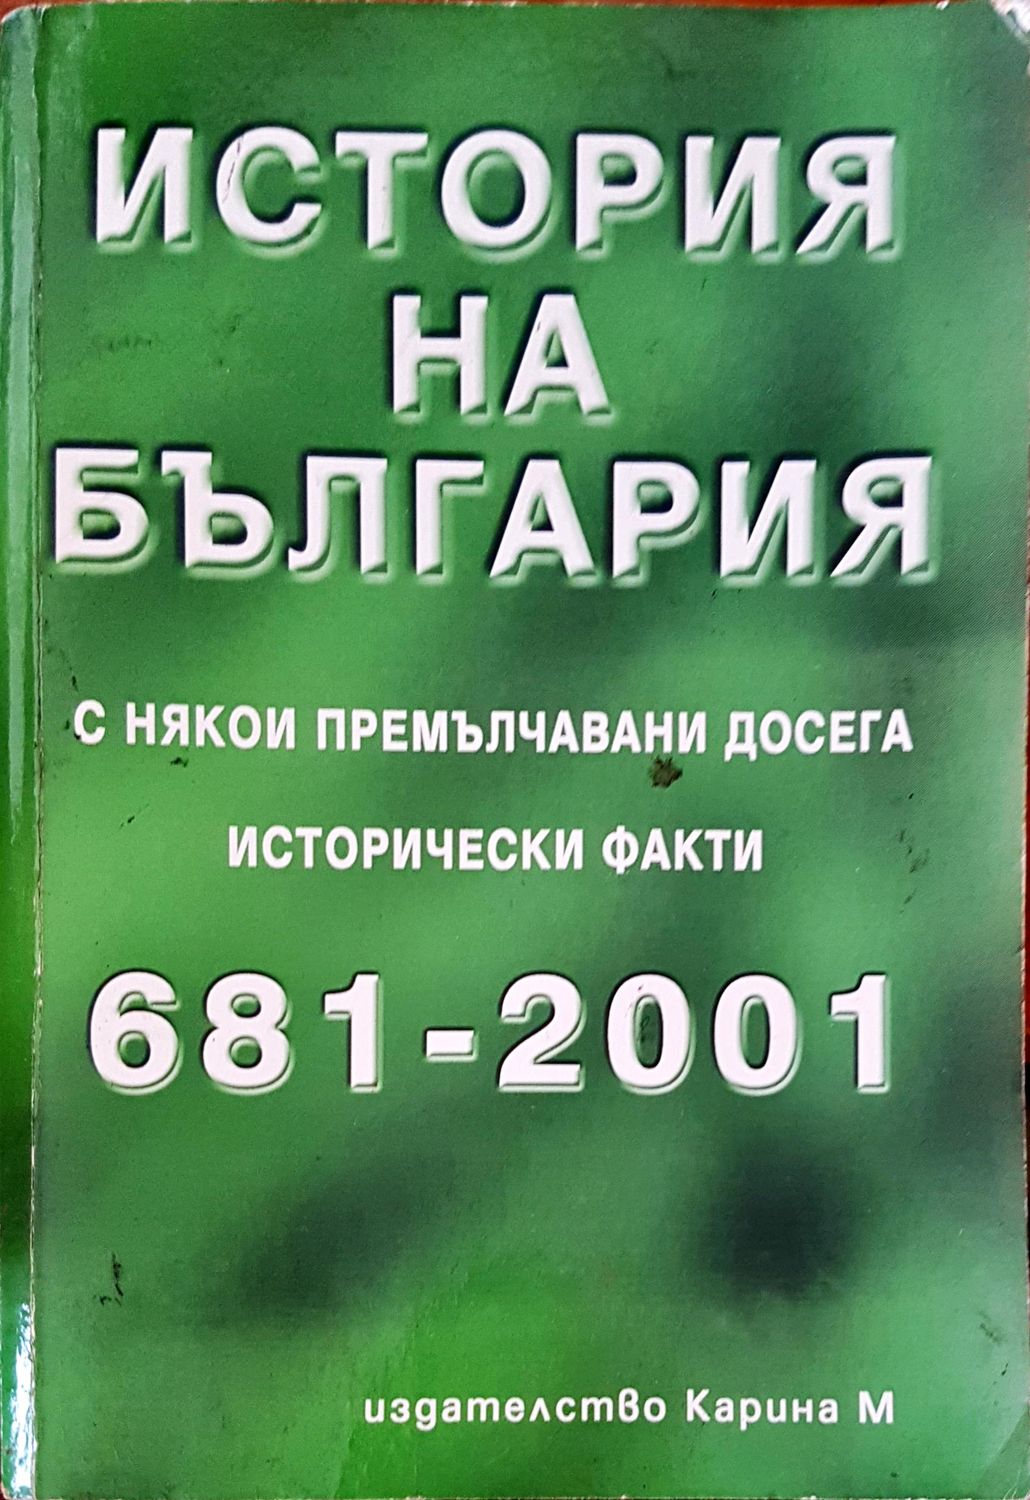 ИСТОРИЯ
НА
БЪЛГАРИЯ
С НЯКОИ ПРЕМЪЛЧАВАНИ ДОСЕГА
ИСТОРИЧЕСКИ ФАКТИ
681-2001
издателство Карина М